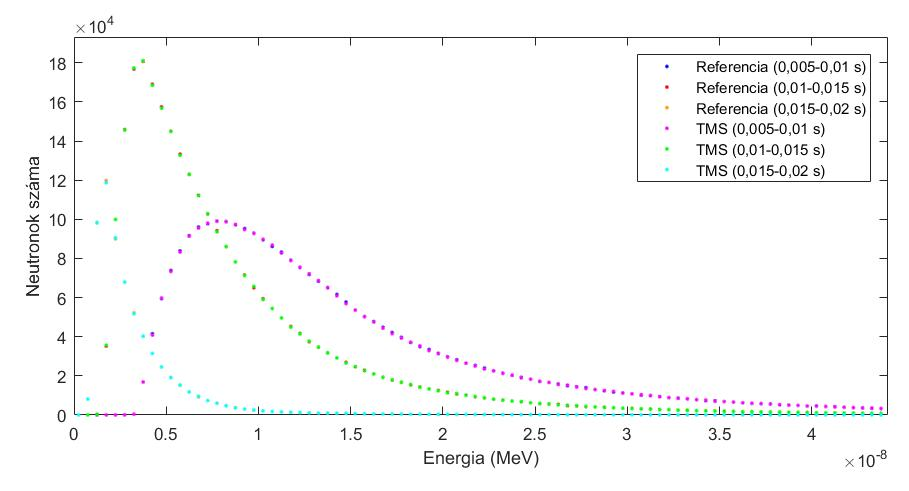 ×10⁴
18
16
14
12
10
8
6
4
2
0
Neutronok száma
Referencia (0,005-0,01 s)
Referencia (0,01-0,015 s)
Referencia (0,015-0,02 s)
TMS (0,005-0,01 s)
TMS (0,01-0,015 s)
TMS (0,015-0,02 s)
0 0.5 1 1.5 2 2.5 3 3.5 4
Energia (MeV)
×10⁻⁸